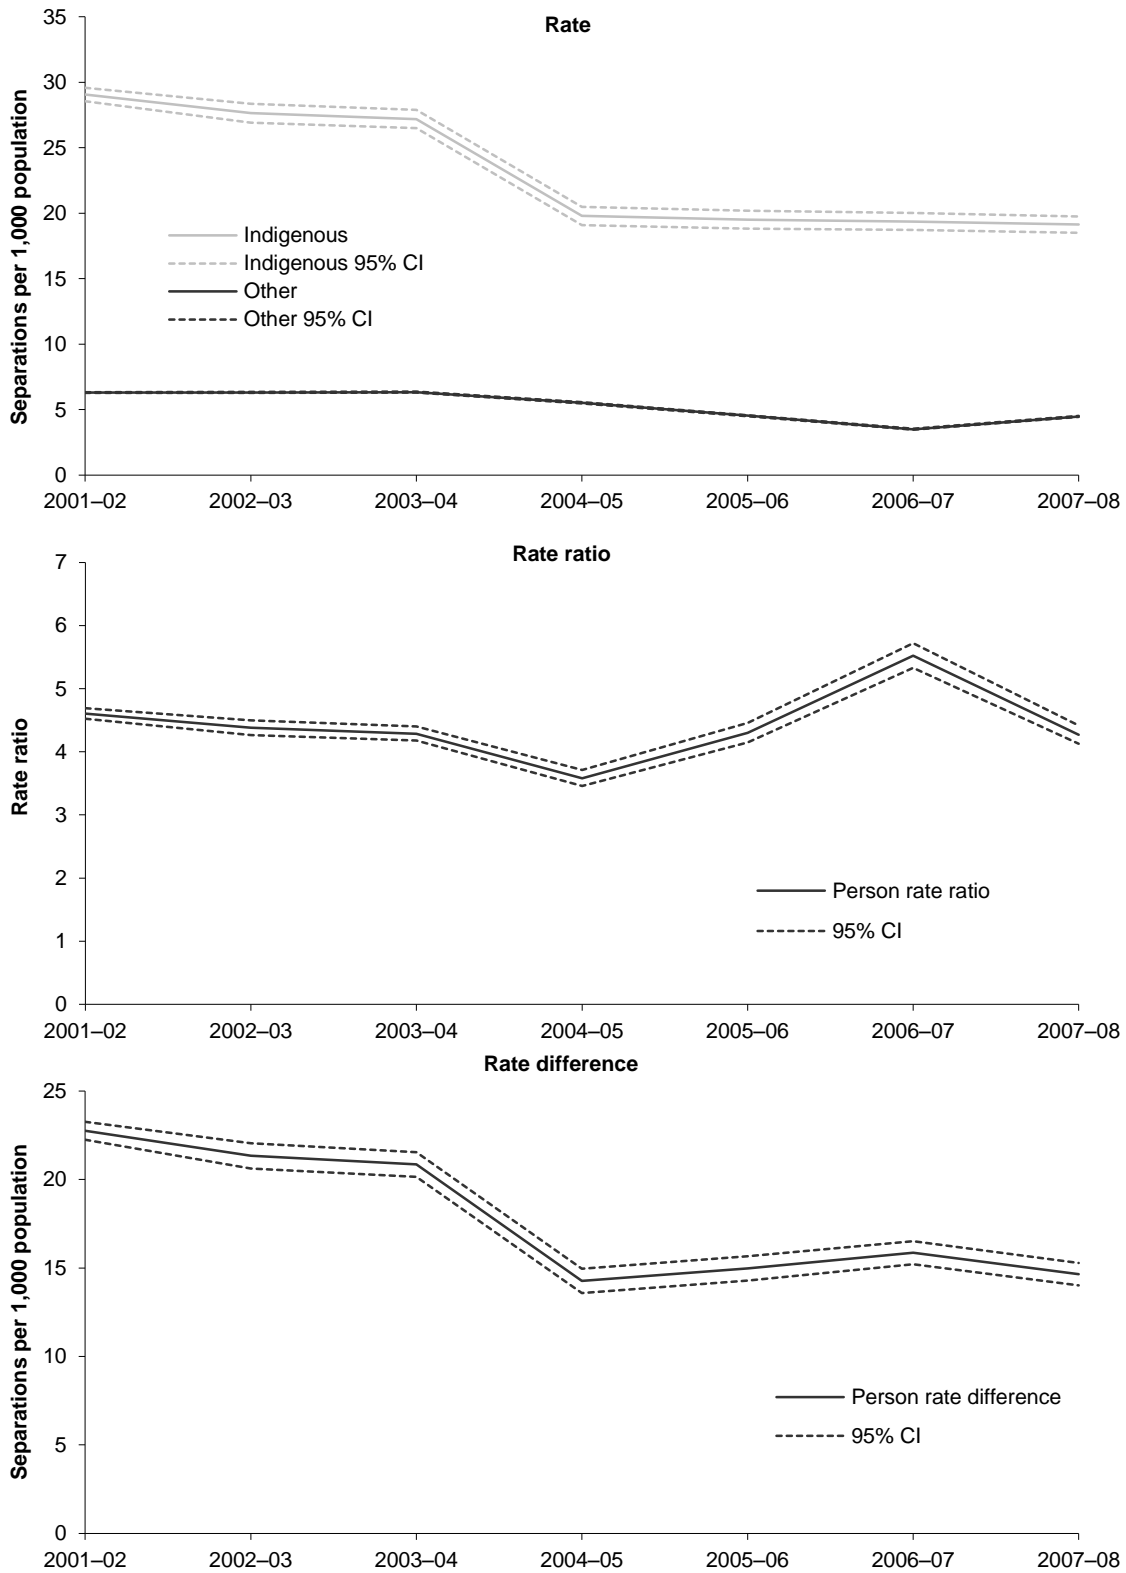 Rate
Separations per 1,000 population
35
30
25
20
15
10
5
0
Indigenous
Indigenous 95% CI
Other
Other 95% CI
2001–02 2002–03 2003–04 2004–05 2005–06 2006–07 2007–08
Rate ratio
Rate ratio
7
6
5
4
3
2
1
0
Person rate ratio
95% CI
2001–02 2002–03 2003–04 2004–05 2005–06 2006–07 2007–08
Rate difference
Separations per 1,000 population
25
20
15
10
5
0
Person rate difference
95% CI
2001–02 2002–03 2003–04 2004–05 2005–06 2006–07 2007–08